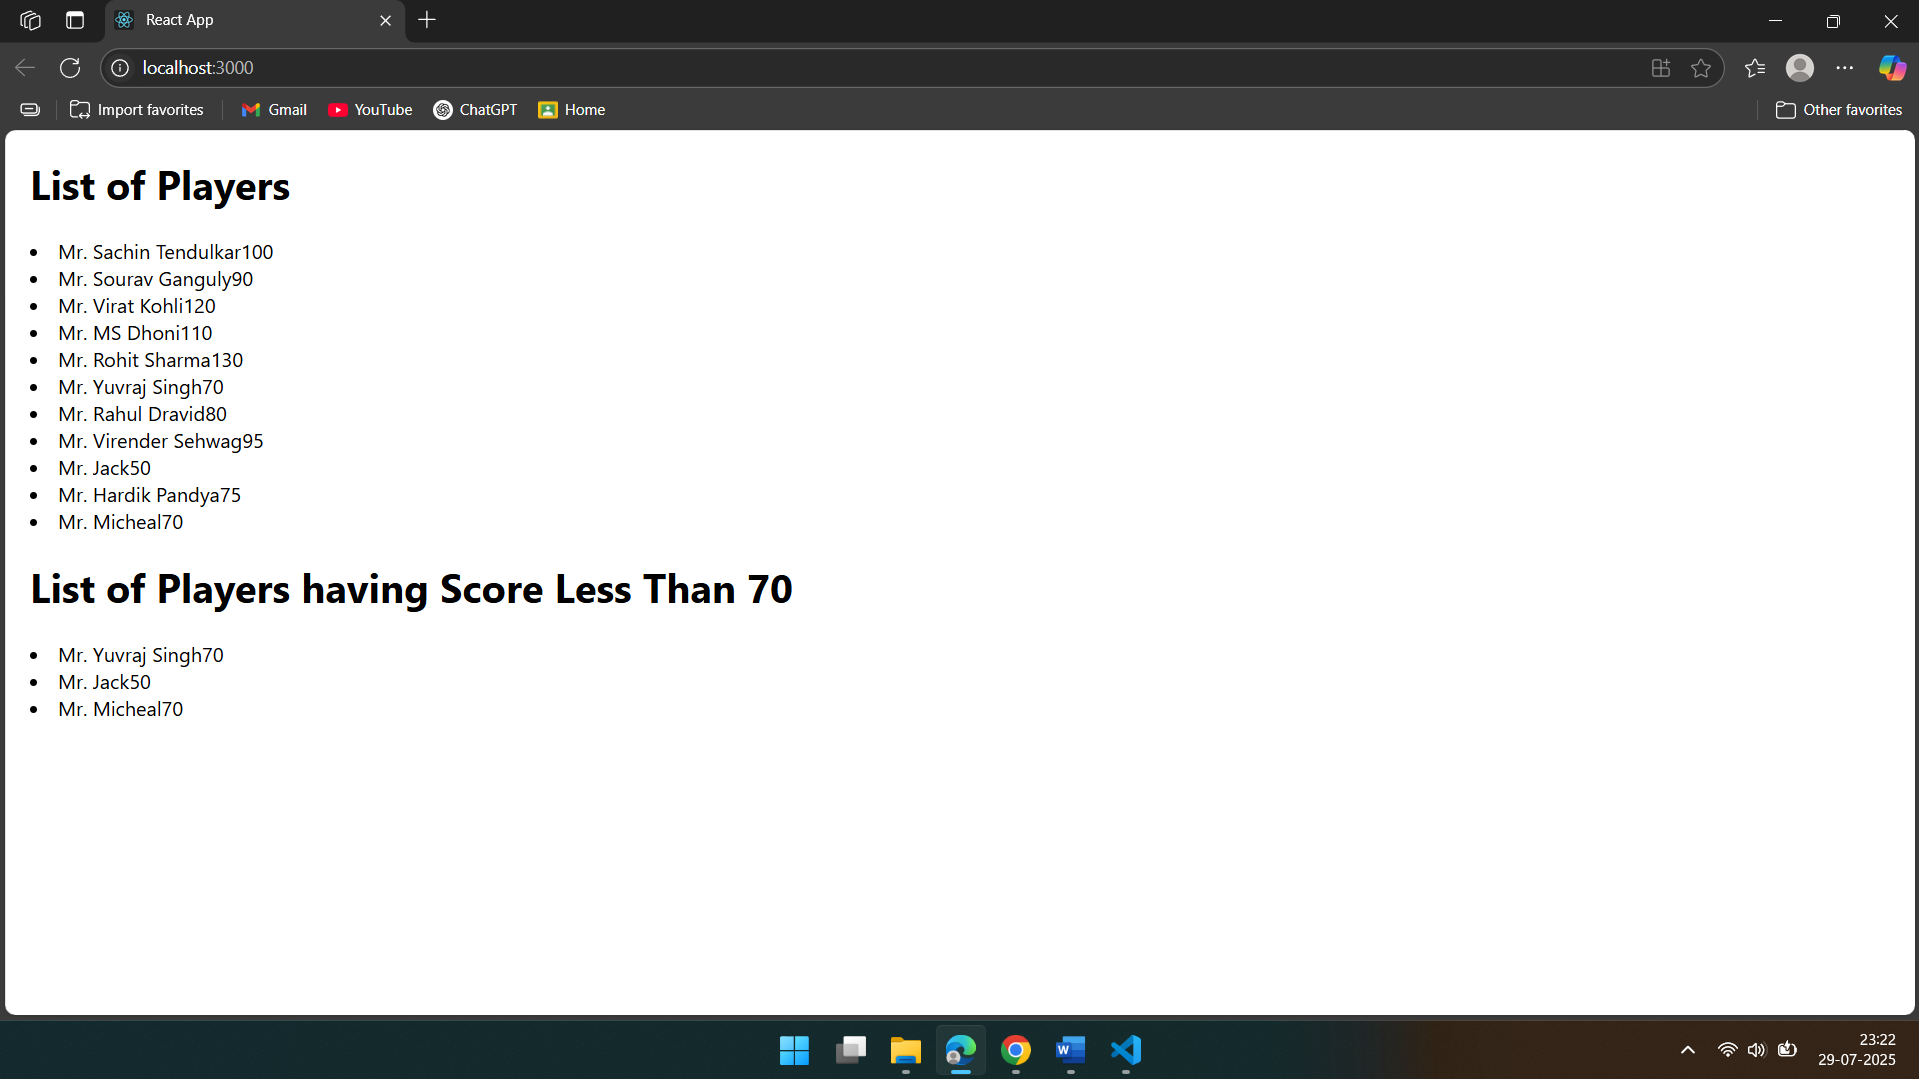 React App
localhost:3000
Import favorites
Gmail
YouTube
ChatGPT
Home
Other favorites
List of Players
Mr. Sachin Tendulkar100
Mr. Sourav Ganguly90
Mr. Virat Kohli120
Mr. MS Dhoni110
Mr. Rohit Sharma130
Mr. Yuvraj Singh70
Mr. Rahul Dravid80
Mr. Virender Sehwag95
Mr. Jack50
Mr. Hardik Pandya75
Mr. Micheal70
List of Players having Score Less Than 70
Mr. Yuvraj Singh70
Mr. Jack50
Mr. Micheal70
23:22
29-07-2025